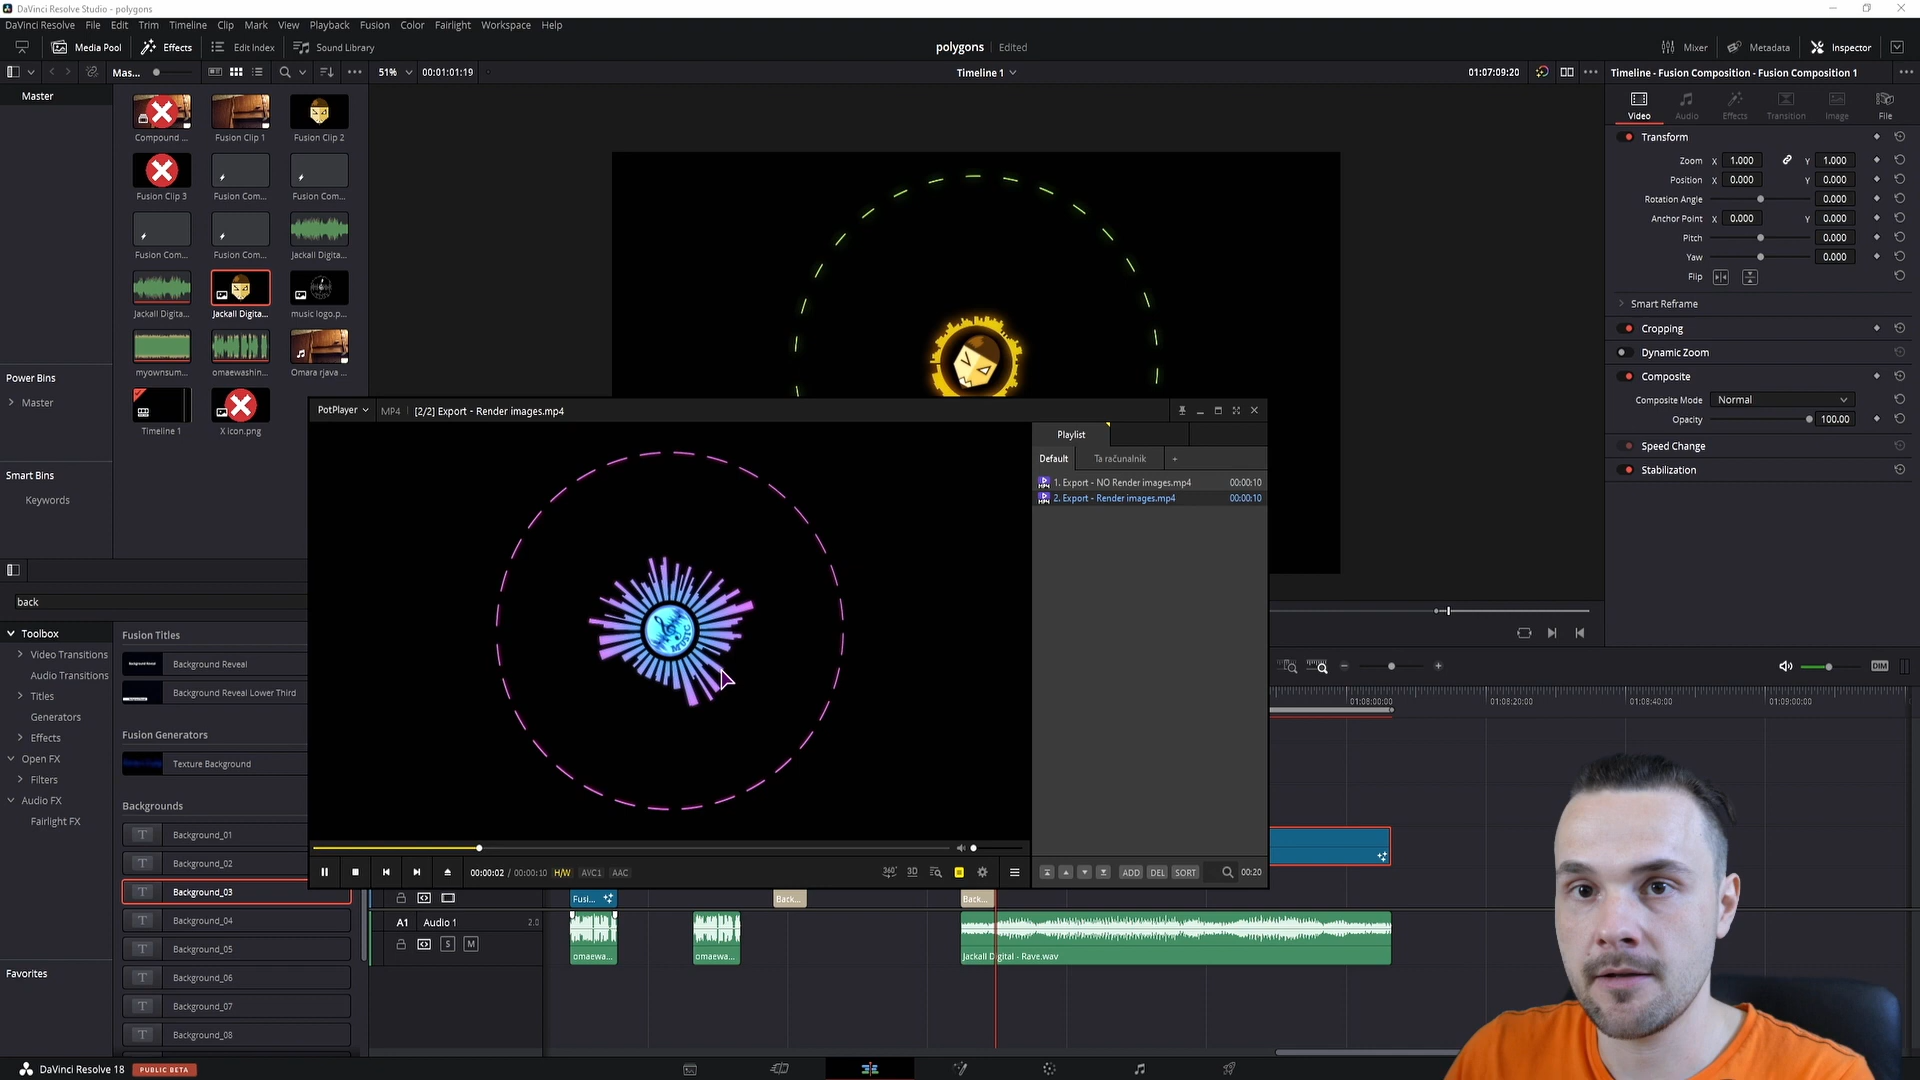 DaVinci Resolve Studio - polygons
DaVinci Resolve File Edit Trim Timeline Clip Mark View Playback Fusion Color Fairlight Workspace Help
Media Pool Effects Edit Index Sound Library polygons Edited Mixer Metadata Inspector
Mas... 51% 00:01:01:19 Timeline 1 01:07:09:20 Timeline - Fusion Composition - Fusion Composition 1
Master
Compound ... Fusion Clip 1 Fusion Clip 2
Fusion Clip 3 Fusion Com... Fusion Com...
Fusion Com... Fusion Com... Jackall Digita...
Jackall Digita... Jackall Digita... music logo.p...
myownsum... omaewashin... Omara rjava ...
Timeline 1 X icon.png
Power Bins
Master
Smart Bins
Keywords
Video Audio Effects Transition Image File
Transform
Zoom X 1.000 Y 1.000
Position X 0.000 Y 0.000
Rotation Angle 0.000
Anchor Point X 0.000 Y 0.000
Pitch 0.000
Yaw 0.000
Flip
Smart Reframe
Cropping
Dynamic Zoom
Composite
Composite Mode Normal
Opacity 100.00
Speed Change
Stabilization
PotPlayer MP4 [2/2] Export - Render images.mp4
Playlist
Default Ta računalnik +
1. Export - NO Render images.mp4 00:00:10
2. Export - Render images.mp4 00:00:10
MUSIC
00:00:02 / 00:00:10 H/W AVC1 AAC 360° 3D ADD DEL SORT 00:20
back
Toolbox
Video Transitions
Audio Transitions
Titles
Generators
Effects
Open FX
Filters
Audio FX
Fairlight FX
Favorites
Fusion Titles
Background Reveal
Background Reveal Lower Third
Fusion Generators
Texture Background
Backgrounds
T Background_01
T Background_02
T Background_03
T Background_04
T Background_05
T Background_06
T Background_07
T Background_08
DIM
01:08:00:00 01:08:20:00 01:08:40:00 01:09:00:00
Fusi... Back... Back...
A1 Audio 1 2.0
S M
omaewa... omaewa... Jackall Digital - Rave.wav
DaVinci Resolve 18 PUBLIC BETA